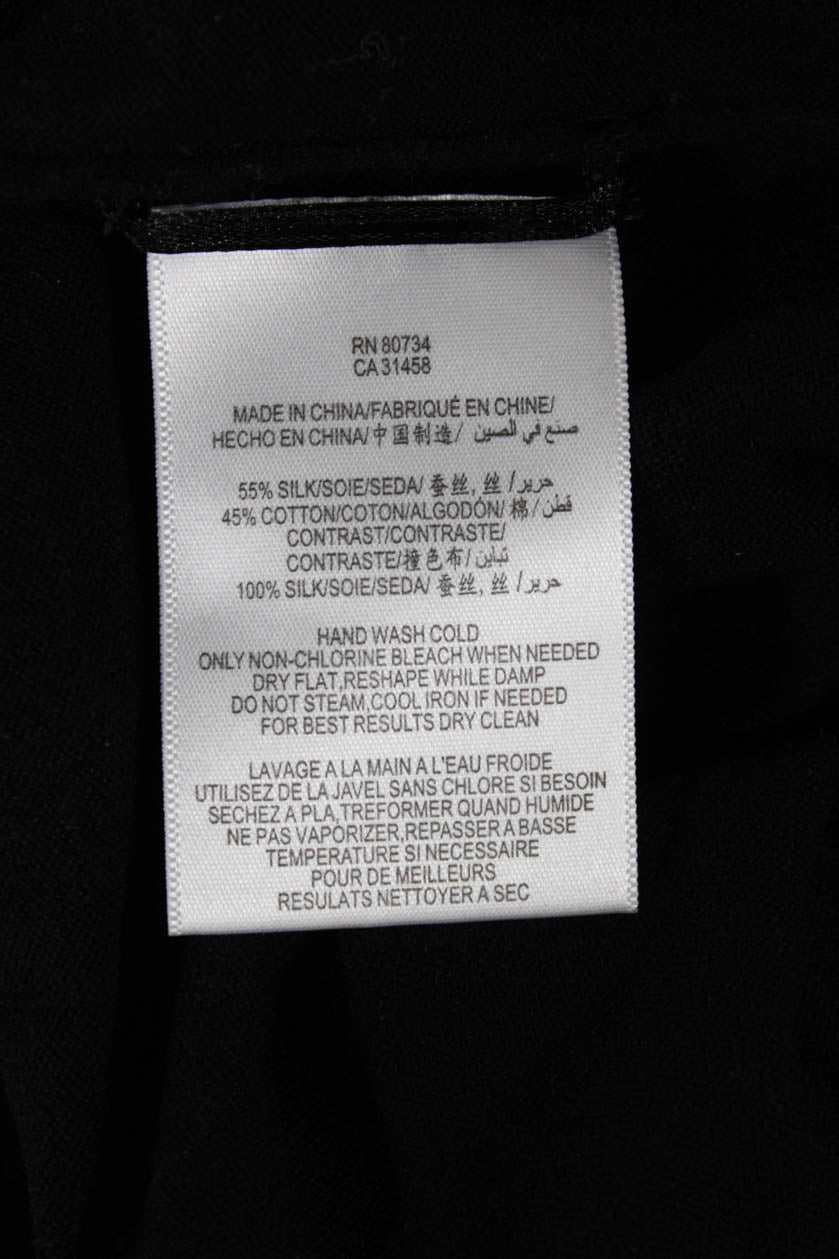 RN 80734
CA 31458
MADE IN CHINA/FABRIQUÉ EN CHINE/
HECHO EN CHINA/中国制造/ صنع في الصين
55% SILK/SOIE/SEDA/ 蚕丝, 丝 /حرير
45% COTTON/COTON/ALGODÓN/ 棉/قطن
CONTRAST/CONTRASTE/
CONTRASTE/撞色布/تباين
100% SILK/SOIE/SEDA/ 蚕丝, 丝 /حرير
HAND WASH COLD
ONLY NON-CHLORINE BLEACH WHEN NEEDED
DRY FLAT,RESHAPE WHILE DAMP
DO NOT STEAM,COOL IRON IF NEEDED
FOR BEST RESULTS DRY CLEAN
LAVAGE A LA MAIN A L'EAU FROIDE
UTILISEZ DE LA JAVEL SANS CHLORE SI BESOIN
SECHEZ A PLA,TREFORMER QUAND HUMIDE
NE PAS VAPORIZER,REPASSER A BASSE
TEMPERATURE SI NECESSAIRE
POUR DE MEILLEURS
RESULATS NETTOYER A SEC